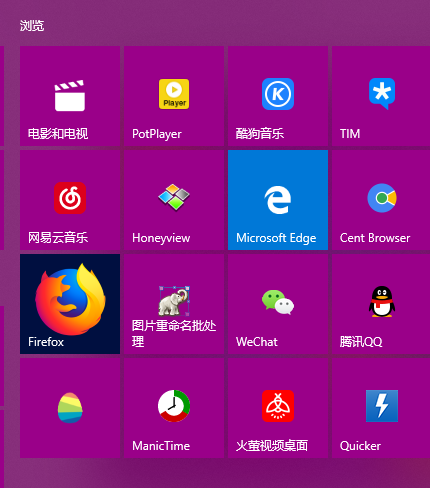 浏览
电影和电视
PotPlayer
酷狗音乐
TIM
网易云音乐
Honeyview
Microsoft Edge
Cent Browser
Player
Firefox
图片重命名批处
理
WeChat
腾讯QQ
ManicTime
火萤视频桌面
Quicker